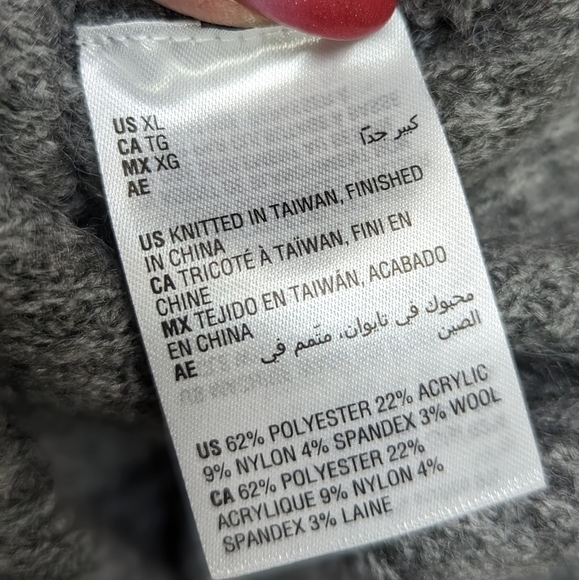 US XL
CA TG
MX XG
AE كبير جدًا
US KNITTED IN TAIWAN, FINISHED
IN CHINA
CA TRICOTÉ À TAÏWAN, FINI EN
CHINE
MX TEJIDO EN TAIWÁN, ACABADO
EN CHINA
AE محبوك في تايوان، متمم في
الصين
US 62% POLYESTER 22% ACRYLIC
9% NYLON 4% SPANDEX 3% WOOL
CA 62% POLYESTER 22%
ACRYLIQUE 9% NYLON 4%
SPANDEX 3% LAINE